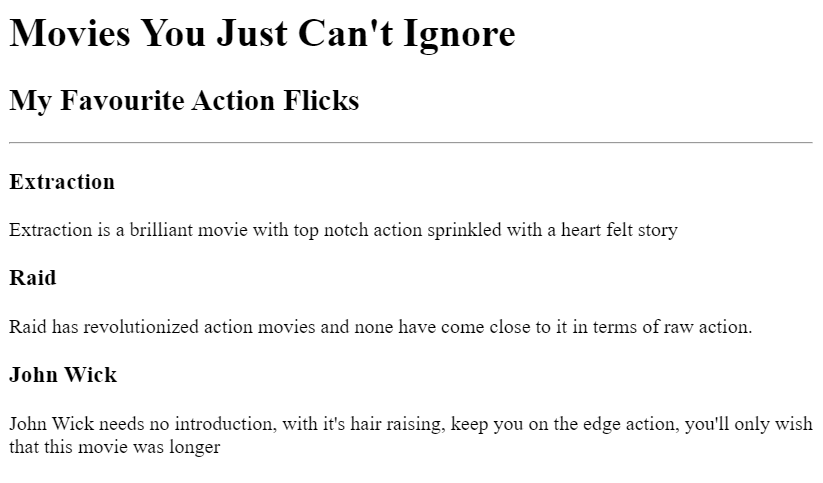 Movies You Just Can't Ignore
My Favourite Action Flicks
Extraction
Extraction is a brilliant movie with top notch action sprinkled with a heart felt story
Raid
Raid has revolutionized action movies and none have come close to it in terms of raw action.
John Wick
John Wick needs no introduction, with it's hair raising, keep you on the edge action, you'll only wish
that this movie was longer